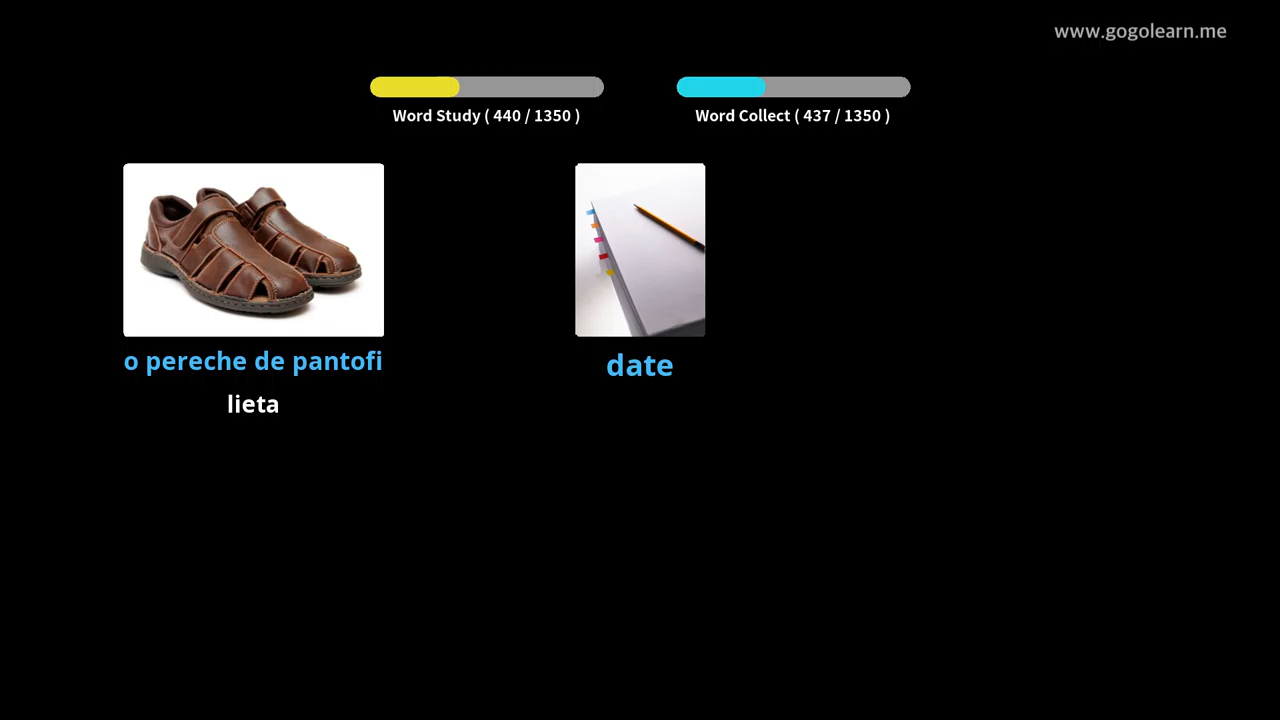 www.gogolearn.me
Word Study ( 440 / 1350 )
Word Collect ( 437 / 1350 )
o pereche de pantofi
lieta
date